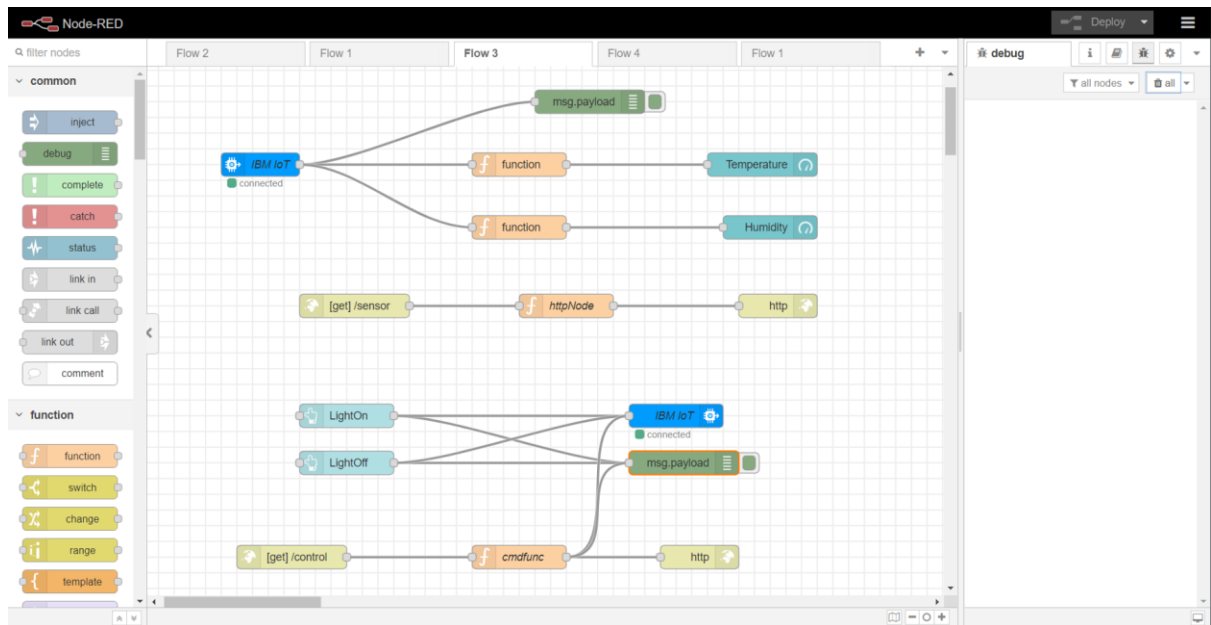 Node-RED
Deploy
filter nodes
Flow 2
Flow 1
Flow 3
Flow 4
Flow 1
debug
i
all nodes
all
common
inject
debug
complete
catch
status
link in
link call
link out
comment
function
function
switch
change
range
template
msg.payload
IBM IoT
connected
function
Temperature
function
Humidity
[get] /sensor
httpNode
http
LightOn
IBM IoT
connected
LightOff
msg.payload
[get] /control
cmdfunc
http